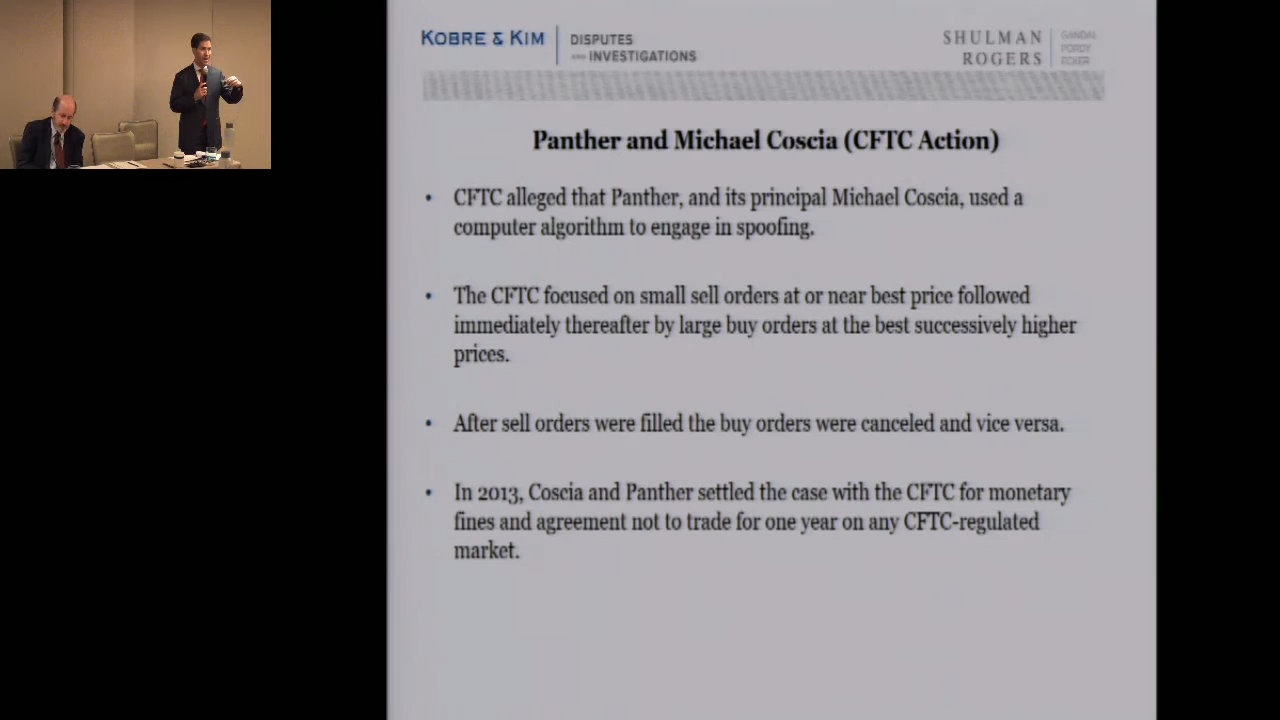 KOBRE & KIM
DISPUTES
AND INVESTIGATIONS
SHULMAN
ROGERS
GANDAL
PORDY
ECKER
Panther and Michael Coscia (CFTC Action)
• CFTC alleged that Panther, and its principal Michael Coscia, used a
computer algorithm to engage in spoofing.
• The CFTC focused on small sell orders at or near best price followed
immediately thereafter by large buy orders at the best successively higher
prices.
• After sell orders were filled the buy orders were canceled and vice versa.
• In 2013, Coscia and Panther settled the case with the CFTC for monetary
fines and agreement not to trade for one year on any CFTC-regulated
market.